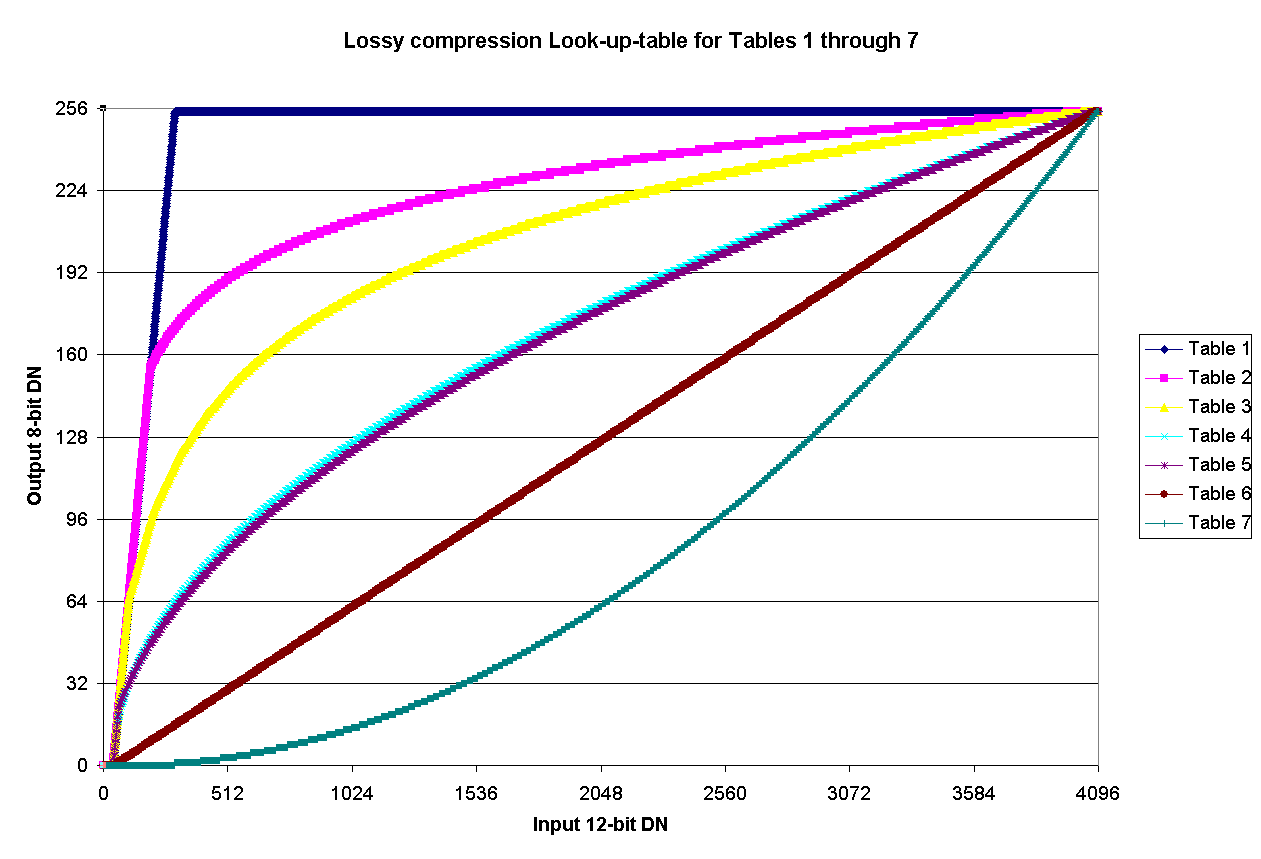 Lossy compression Look-up-table for Tables 1 through 7
256
224
192
160
128
96
64
32
0
Output 8-bit DN
0 512 1024 1536 2048 2560 3072 3584 4096
Input 12-bit DN
Table 1
Table 2
Table 3
Table 4
Table 5
Table 6
Table 7